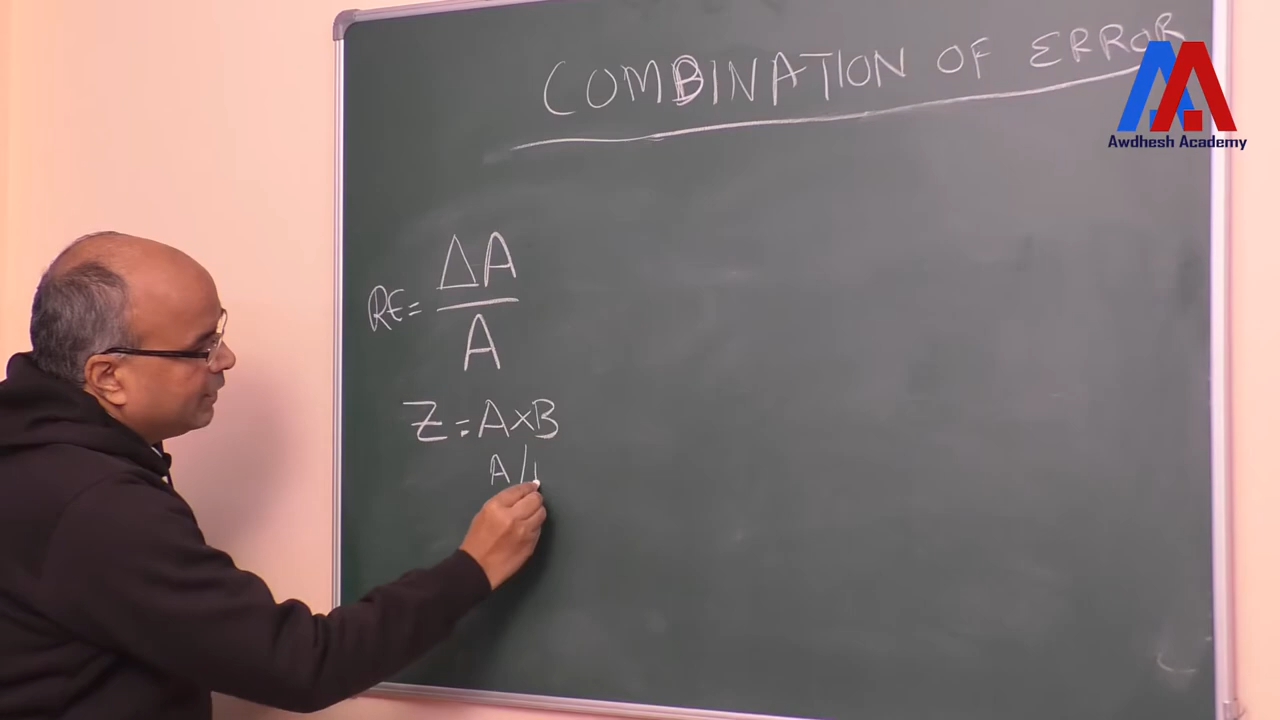 COMBINATION OF ERROR
Awdhesh Academy
RE = ΔA / A
Z = A×B
A /